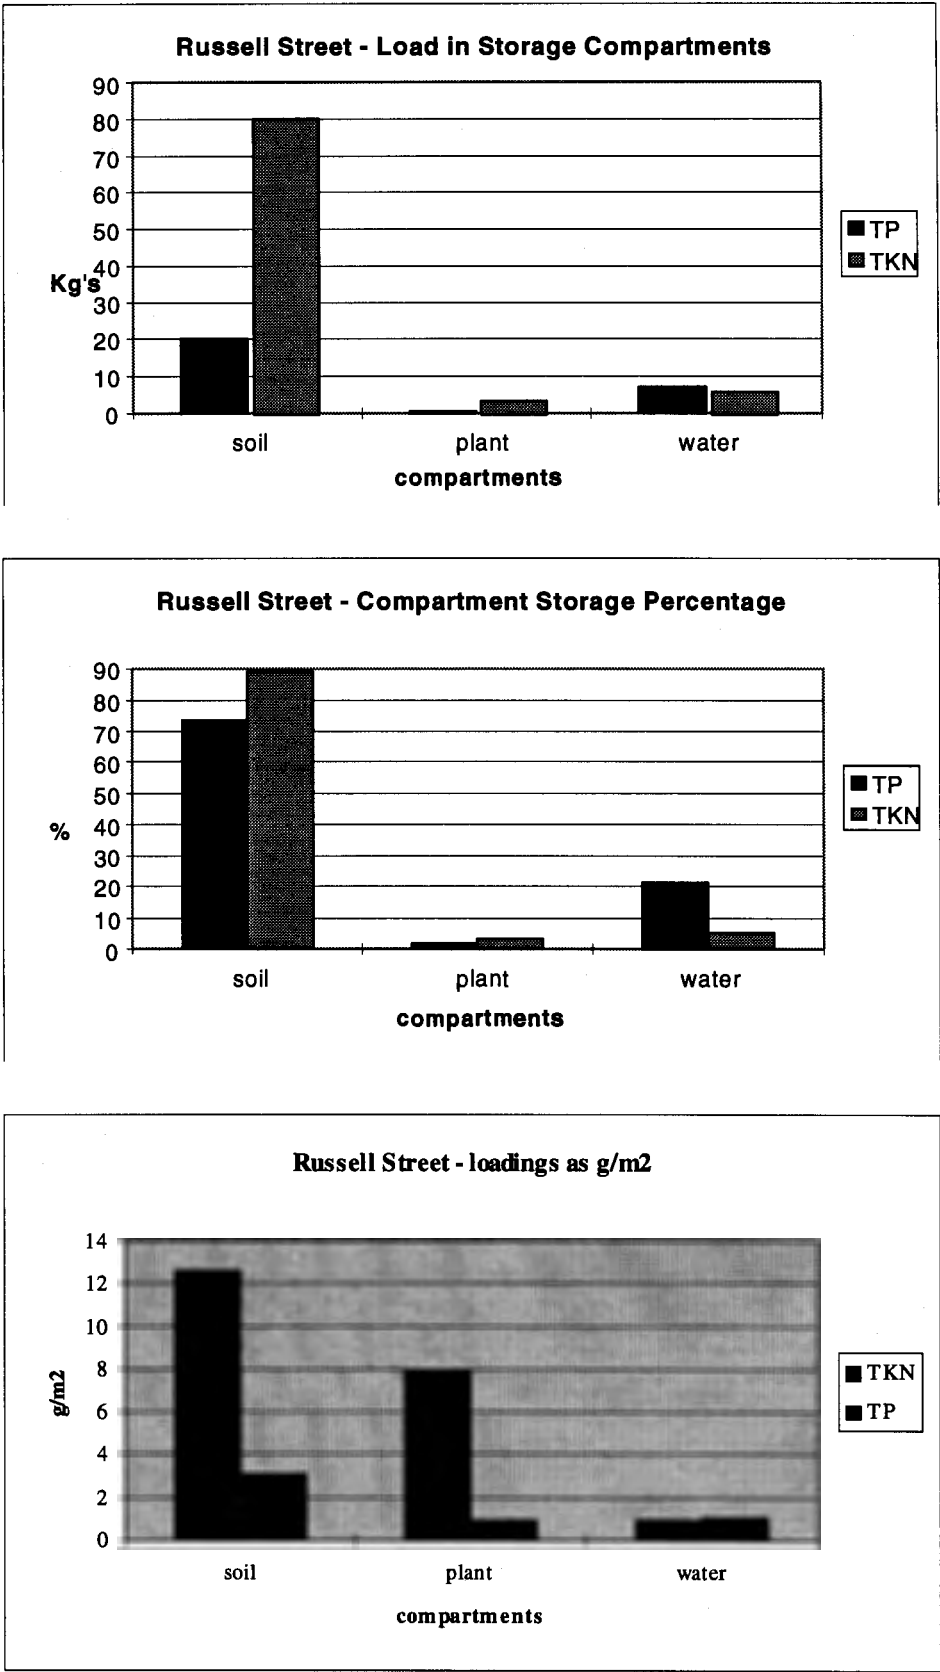 Russell Street - Load in Storage Compartments
90
80
70
60
50
40
30
20
10
0
Kg's
soil plant water
compartments
TP
TKN
Russell Street - Compartment Storage Percentage
90
80
70
60
50
40
30
20
10
0
%
soil plant water
compartments
TP
TKN
Russell Street - loadings as g/m2
14
12
10
8
6
4
2
0
g/m2
soil plant water
compartments
TKN
TP